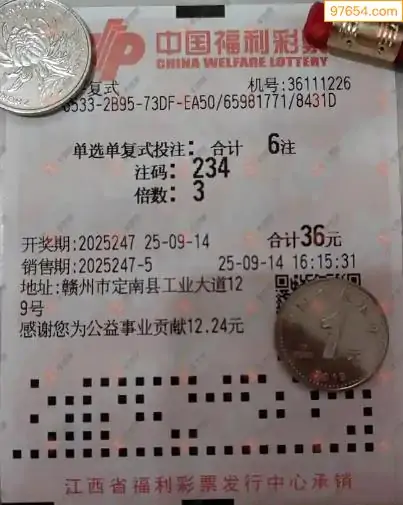 97654.com
中国福利彩票
CHINA WELFARE LOTTERY
复式 机号:36111226
6533-2B95-73DF-EA50/65981771/8431D
单选单复式投注: 合计 6注
注码: 234
倍数: 3
开奖期:2025247 25-09-14 合计36元
销售期:2025247-5 25-09-14 16:15:31
地址:赣州市定南县工业大道12
9号
感谢您为公益事业贡献12.24元
江西省福利彩票发行中心承销